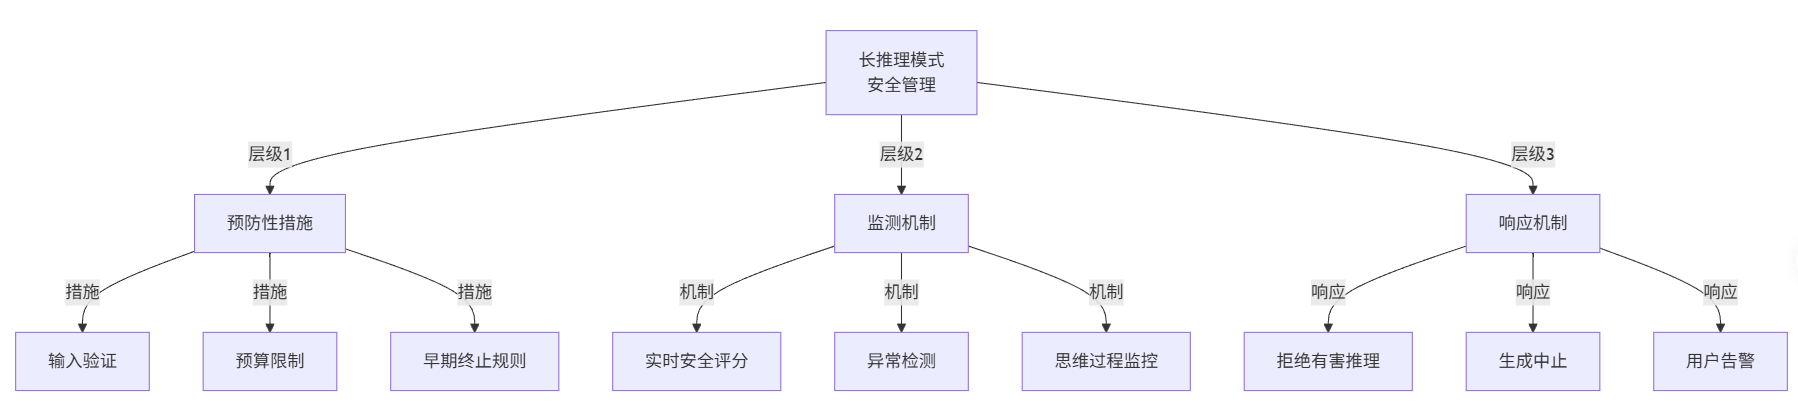 长推理模式
安全管理
层级1
层级2
层级3
预防性措施
监测机制
响应机制
措施
措施
措施
机制
机制
机制
响应
响应
响应
输入验证
预算限制
早期终止规则
实时安全评分
异常检测
思维过程监控
拒绝有害推理
生成中止
用户告警